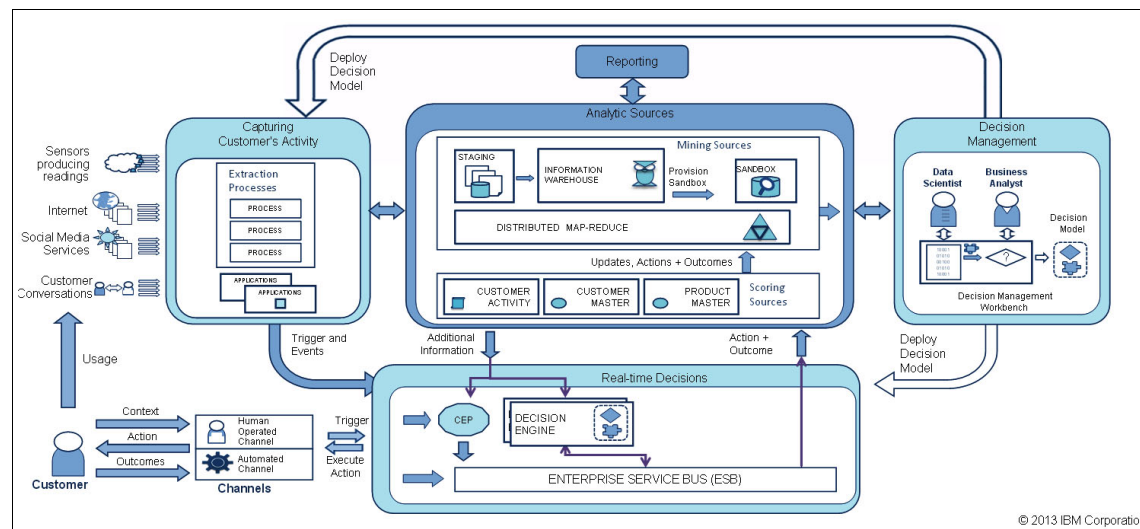 Deploy
Decision
Model
Reporting
Capturing
Customer's Activity
Analytic Sources
Decision
Management
Sensors
producing
readings
Internet
Social Media
Services
Customer
Conversations
Extraction
Processes
PROCESS
PROCESS
PROCESS
APPLICATIONS
APPLICATIONS
Mining Sources
STAGING
INFORMATION
WAREHOUSE
Provision
Sandbox
SANDBOX
DISTRIBUTED MAP-REDUCE
Updates, Actions + Outcomes
CUSTOMER
ACTIVITY
CUSTOMER
MASTER
PRODUCT
MASTER
Scoring
Sources
Data
Scientist
Business
Analyst
Decision
Model
?
Decision Management
Workbench
Usage
Trigger and
Events
Additional
Information
Action +
Outcome
Deploy
Decision
Model
Real-time Decisions
Context
Action
Outcomes
Customer
Human
Operated
Channel
Automated
Channel
Channels
Trigger
Execute
Action
CEP
DECISION
ENGINE
ENTERPRISE SERVICE BUS (ESB)
© 2013 IBM Corporatio